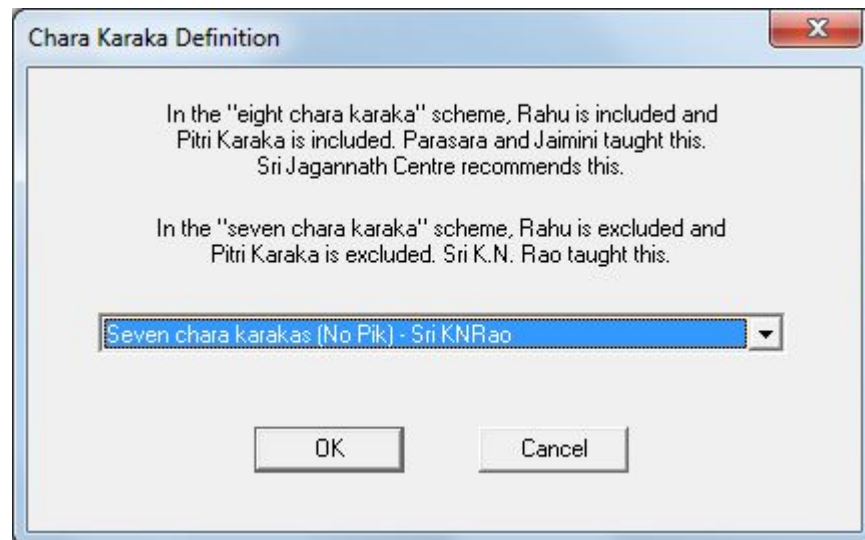 Chara Karaka Definition
In the "eight chara karaka" scheme, Rahu is included and
Pitri Karaka is included. Parasara and Jaimini taught this.
Sri Jagannath Centre recommends this.
In the "seven chara karaka" scheme, Rahu is excluded and
Pitri Karaka is excluded. Sri K.N. Rao taught this.
Seven chara karakas (No Pik) - Sri KNRao
OK
Cancel